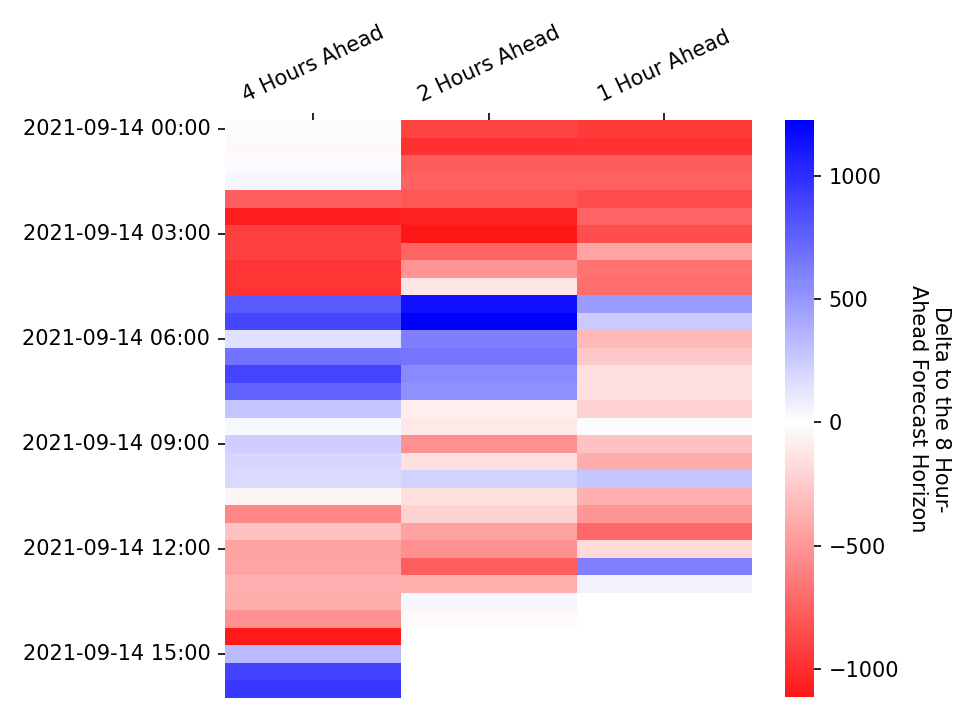 4 Hours Ahead
2 Hours Ahead
1 Hour Ahead
2021-09-14 00:00
2021-09-14 03:00
2021-09-14 06:00
2021-09-14 09:00
2021-09-14 12:00
2021-09-14 15:00
1000
500
0
−500
−1000
Delta to the 8 Hour-
Ahead Forecast Horizon